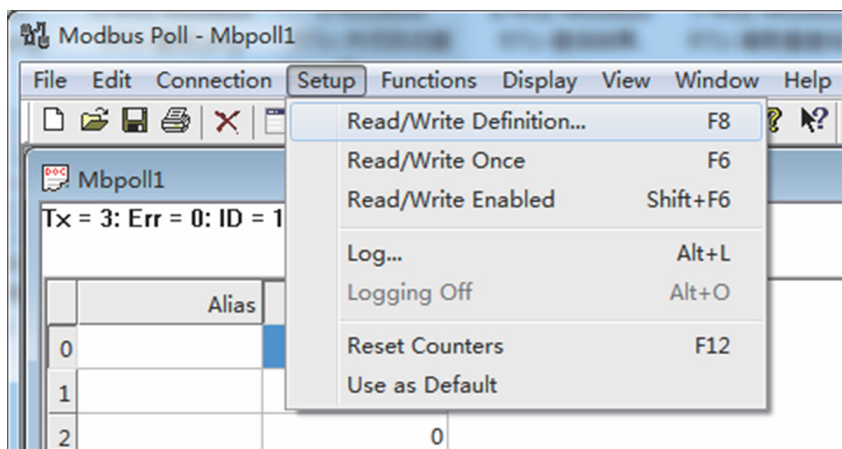 Modbus Poll - Mbpoll1
File Edit Connection Setup Functions Display View Window Help
Read/Write Definition... F8
Read/Write Once F6
Read/Write Enabled Shift+F6
Log... Alt+L
Logging Off Alt+O
Reset Counters F12
Use as Default
DOC
Mbpoll1
Tx = 3: Err = 0: ID = 1
Alias
0
1
2 0